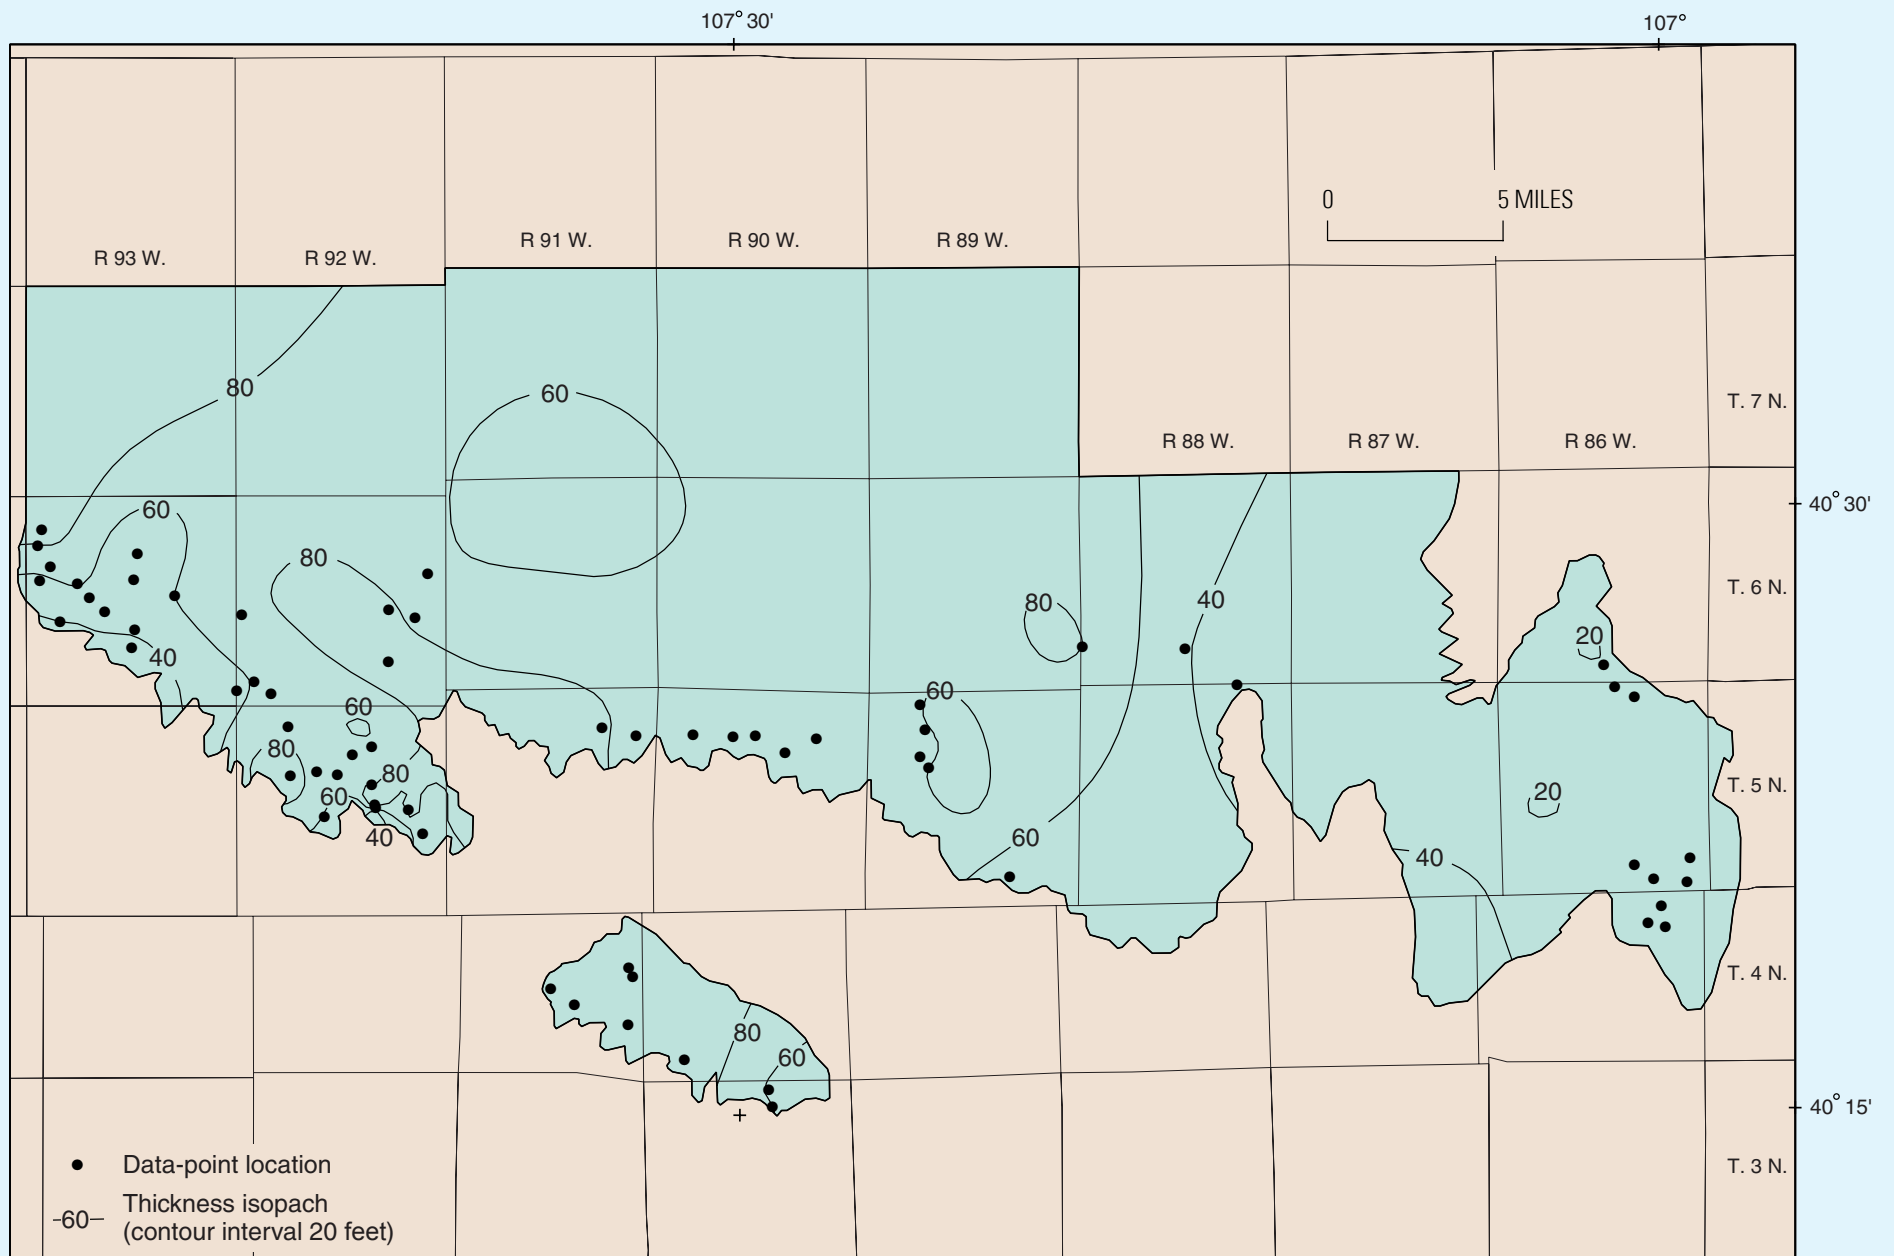 107° 30'
107°
0 5 MILES
R 93 W.
R 92 W.
R 91 W.
R 90 W.
R 89 W.
80
60
T. 7 N.
R 88 W.
R 87 W.
R 86 W.
60
40° 30'
80
80
40
T. 6 N.
20
40
60
60
80
80
60
40
20
T. 5 N.
60
40
T. 4 N.
80
60
40° 15'
Data-point location
T. 3 N.
-60-
Thickness isopach
(contour interval 20 feet)